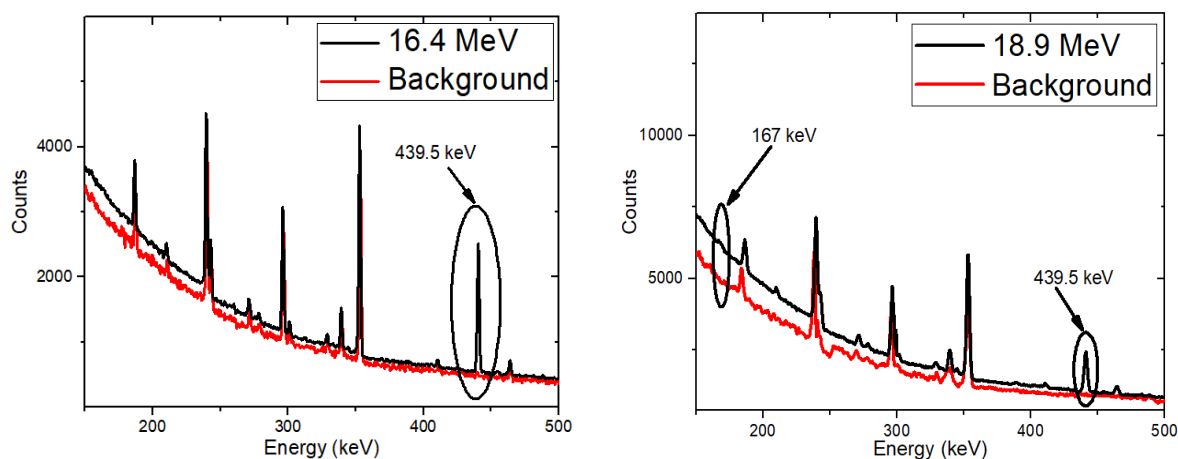 16.4 MeV
Background
439.5 keV
4000
2000
Counts
200 300 400 500
Energy (keV)
18.9 MeV
Background
167 keV
439.5 keV
10000
5000
Counts
200 300 400 500
Energy (keV)